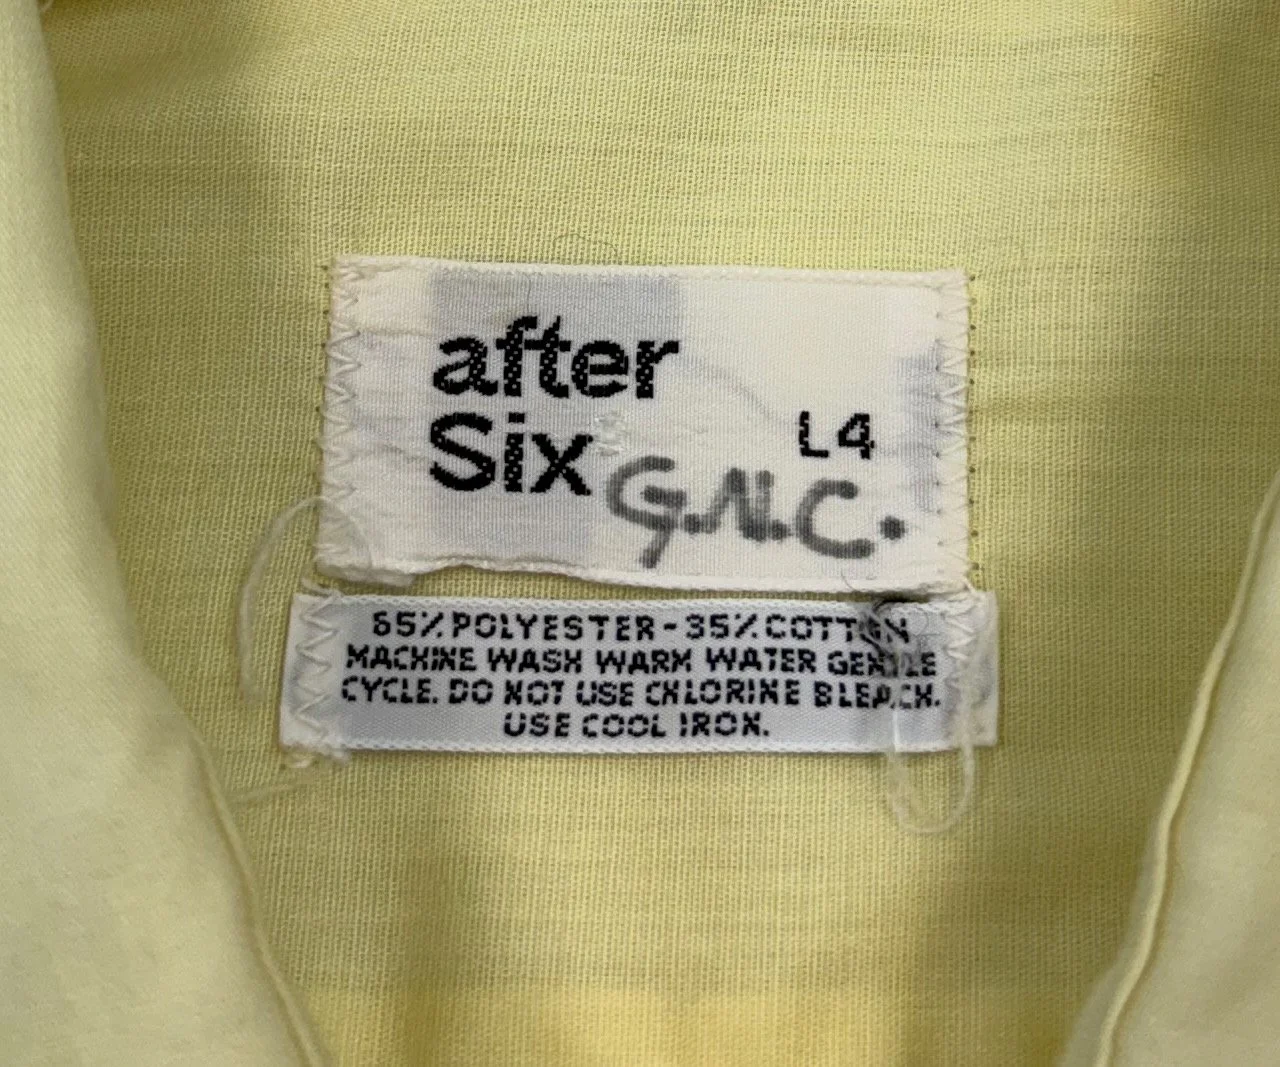 after
Six
L4
G.N.C.
65% POLYESTER - 35% COTTON
MACHINE WASH WARM WATER GENTLE
CYCLE. DO NOT USE CHLORINE BLEACH.
USE COOL IRON.